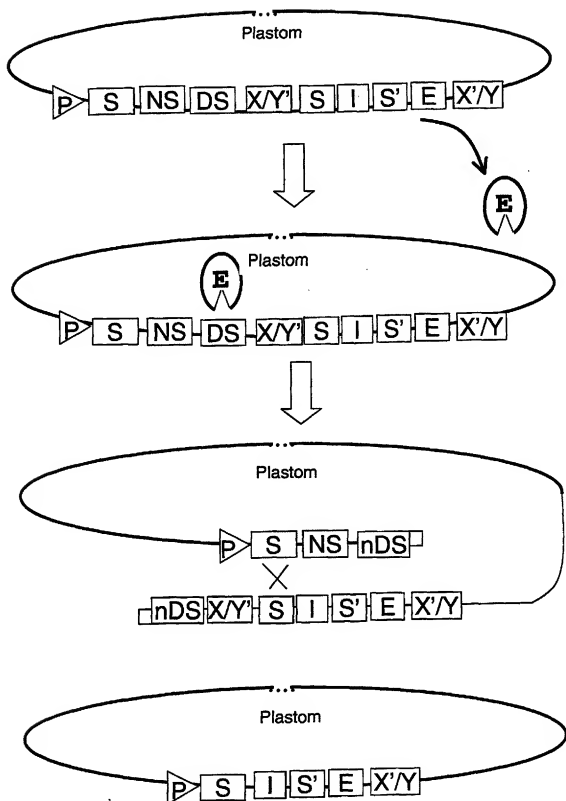 ...
Plastom
P S NS DS X/Y' S I S' E X'/Y
E
...
Plastom
E
P S NS DS X/Y' S I S' E X'/Y
...
Plastom
P S NS nDS
nDS X/Y' S I S' E X'/Y
...
Plastom
P S I S' E X'/Y